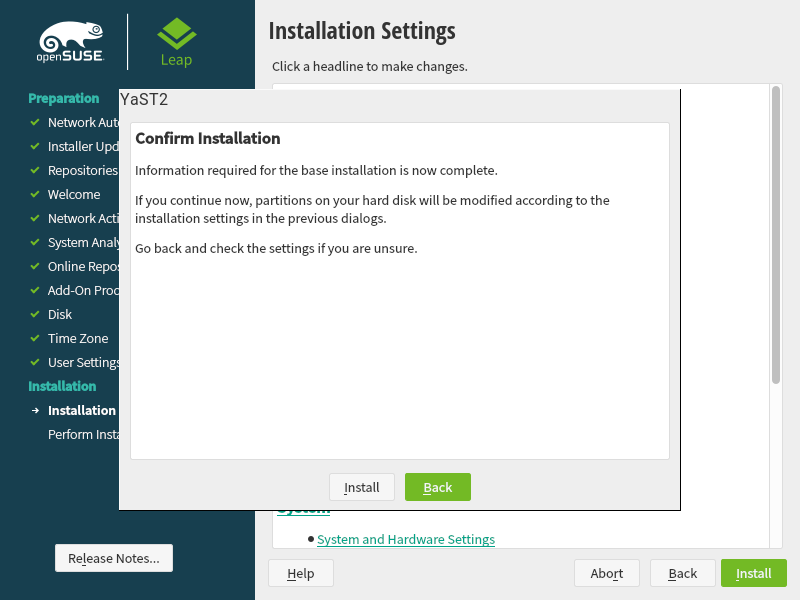 openSUSE
Leap
Installation Settings
Click a headline to make changes.
Preparation
Network Aut
Installer Upd
Repositories
Welcome
Network Acti
System Analy
Online Repos
Add-On Prod
Disk
Time Zone
User Settings
Installation
Installation
Perform Insta
YaST2
Confirm Installation
Information required for the base installation is now complete.
If you continue now, partitions on your hard disk will be modified according to the
installation settings in the previous dialogs.
Go back and check the settings if you are unsure.
Install
Back
System
System and Hardware Settings
Release Notes...
Help
Abort
Back
Install